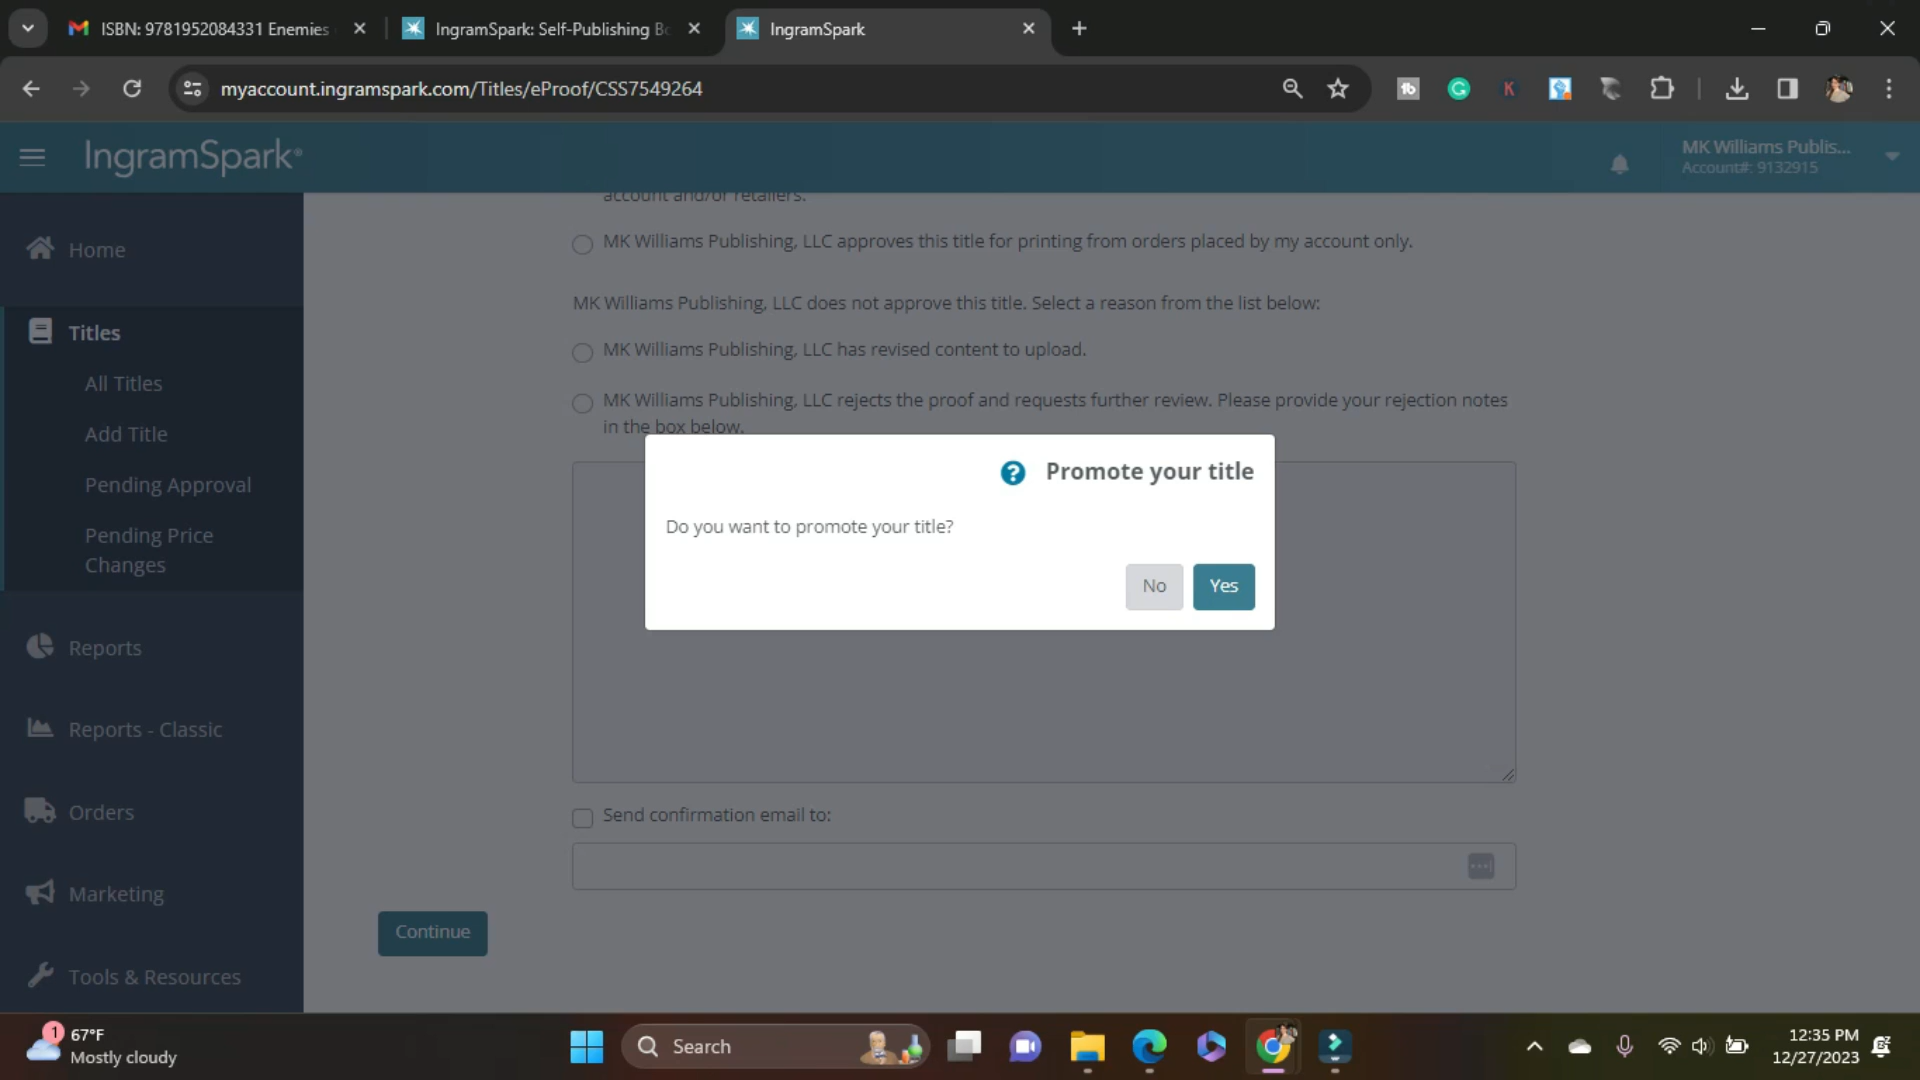 ISBN: 9781952084331 Enemies
IngramSpark: Self-Publishing Bo
IngramSpark
myaccount.ingramspark.com/Titles/eProof/CSS7549264
IngramSpark®
MK Williams Publis...
Account#: 9132915
Home
Titles
All Titles
Add Title
Pending Approval
Pending Price
Changes
Reports
Reports - Classic
Orders
Marketing
Tools & Resources
account and/or retailers.
MK Williams Publishing, LLC approves this title for printing from orders placed by my account only.
MK Williams Publishing, LLC does not approve this title. Select a reason from the list below:
MK Williams Publishing, LLC has revised content to upload.
MK Williams Publishing, LLC rejects the proof and requests further review. Please provide your rejection notes
in the box below.
Promote your title
Do you want to promote your title?
No
Yes
Send confirmation email to:
Continue
1
67°F
Mostly cloudy
Search
12:35 PM
12/27/2023